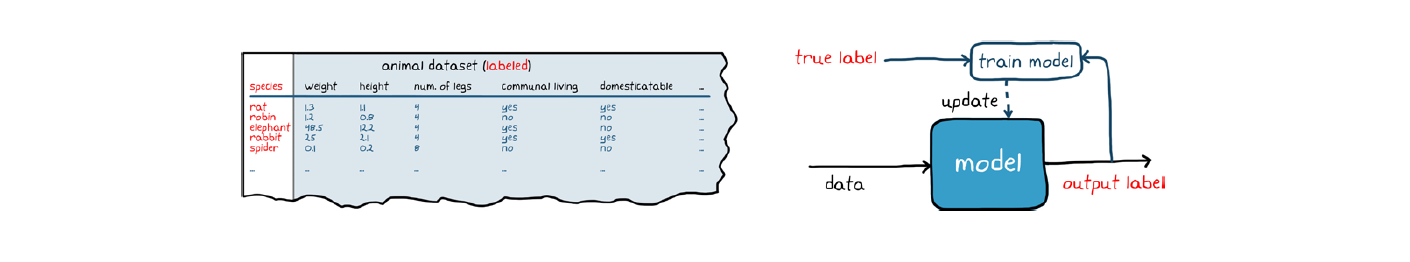 animal dataset (labeled)
species weight height num. of legs communal living domesticatable ...
rat 1.3 1.1 4 yes yes ...
robin 1.2 0.9 4 no no ...
elephant 48.5 12.2 4 yes no ...
rabbit 2.5 2.1 4 yes yes ...
spider 0.1 0.2 8 no no ...
... ... ... ... ... ... ...
true label
train model
update
model
data
output label